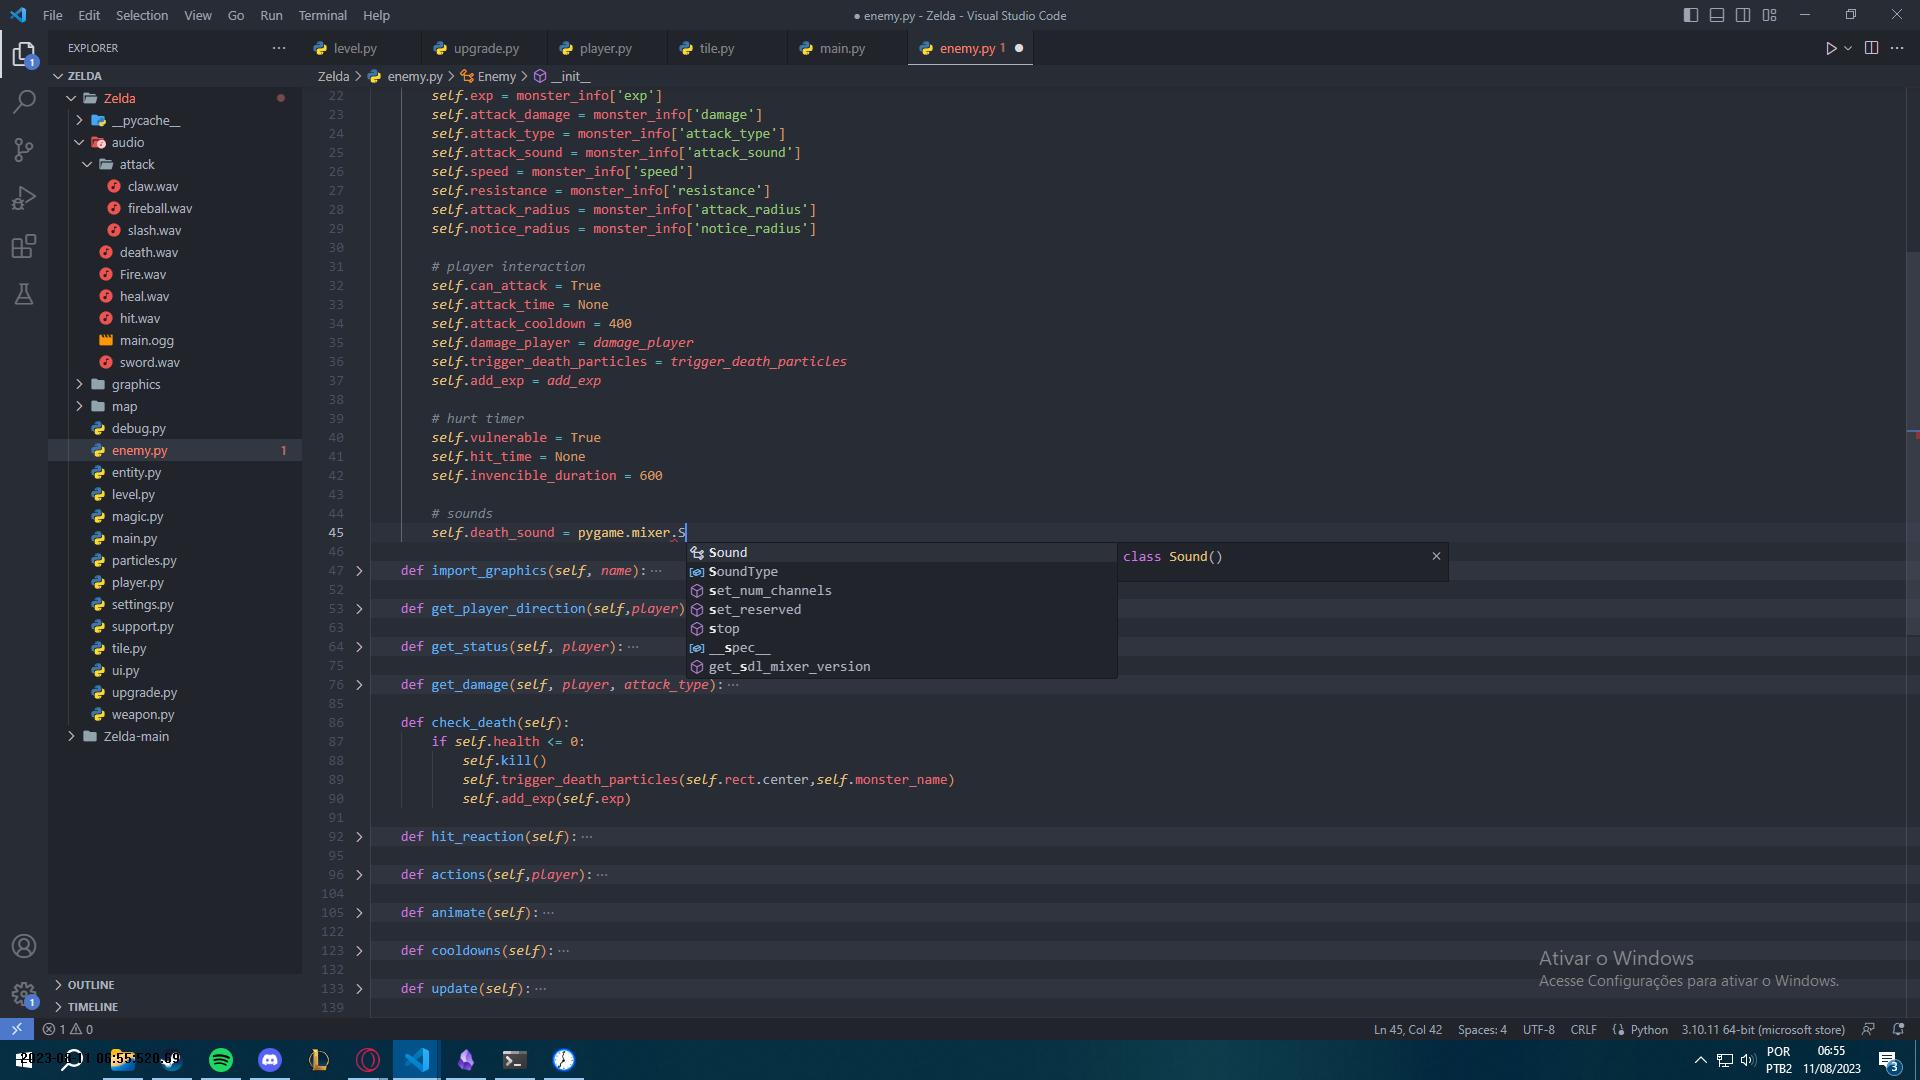 File Edit Selection View Go Run Terminal Help
● enemy.py - Zelda - Visual Studio Code
EXPLORER
level.py
upgrade.py
player.py
tile.py
main.py
enemy.py 1
ZELDA
Zelda > enemy.py > Enemy > __init__
Zelda
__pycache__
audio
attack
claw.wav
fireball.wav
slash.wav
death.wav
Fire.wav
heal.wav
hit.wav
main.ogg
sword.wav
graphics
map
debug.py
enemy.py 1
entity.py
level.py
magic.py
main.py
particles.py
player.py
settings.py
support.py
tile.py
ui.py
upgrade.py
weapon.py
Zelda-main
OUTLINE
TIMELINE
22 self.exp = monster_info['exp']
23 self.attack_damage = monster_info['damage']
24 self.attack_type = monster_info['attack_type']
25 self.attack_sound = monster_info['attack_sound']
26 self.speed = monster_info['speed']
27 self.resistance = monster_info['resistance']
28 self.attack_radius = monster_info['attack_radius']
29 self.notice_radius = monster_info['notice_radius']
30
31 # player interaction
32 self.can_attack = True
33 self.attack_time = None
34 self.attack_cooldown = 400
35 self.damage_player = damage_player
36 self.trigger_death_particles = trigger_death_particles
37 self.add_exp = add_exp
38
39 # hurt timer
40 self.vulnerable = True
41 self.hit_time = None
42 self.invencible_duration = 600
43
44 # sounds
45 self.death_sound = pygame.mixer.S
46
47 def import_graphics(self, name):···
52
53 def get_player_direction(self,player)
63
64 def get_status(self, player):···
75
76 def get_damage(self, player, attack_type):···
85
86 def check_death(self):
87 if self.health <= 0:
88 self.kill()
89 self.trigger_death_particles(self.rect.center,self.monster_name)
90 self.add_exp(self.exp)
91
92 def hit_reaction(self):···
95
96 def actions(self,player):···
104
105 def animate(self):···
122
123 def cooldowns(self):···
132
133 def update(self):···
139
Sound
SoundType
set_num_channels
set_reserved
stop
__spec__
get_sdl_mixer_version
class Sound()
Ativar o Windows
Acesse Configurações para ativar o Windows.
1 0
Ln 45, Col 42 Spaces: 4 UTF-8 CRLF Python 3.10.11 64-bit (microsoft store)
POR
PTB2
06:55
11/08/2023
3